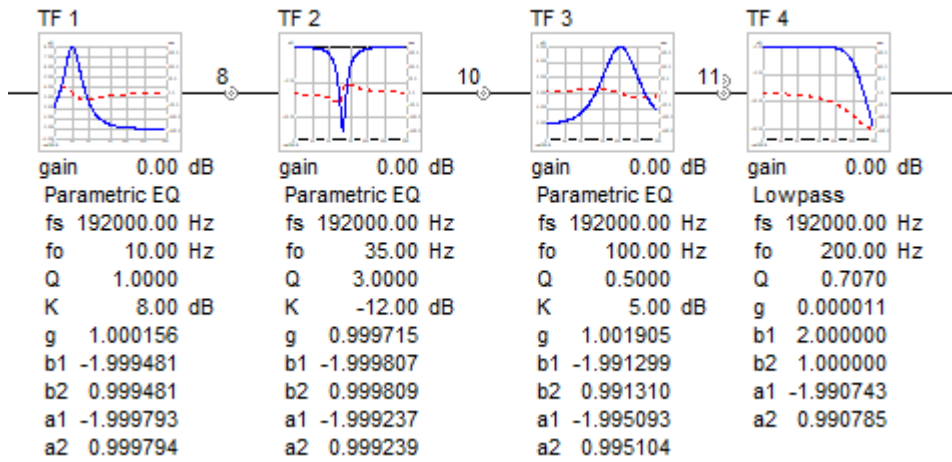 TF 1
8
gain 0.00 dB
Parametric EQ
fs 192000.00 Hz
fo 10.00 Hz
Q 1.0000
K 8.00 dB
g 1.000156
b1 -1.999481
b2 0.999481
a1 -1.999793
a2 0.999794
TF 2
10
gain 0.00 dB
Parametric EQ
fs 192000.00 Hz
fo 35.00 Hz
Q 3.0000
K -12.00 dB
g 0.999715
b1 -1.999807
b2 0.999809
a1 -1.999237
a2 0.999239
TF 3
11
gain 0.00 dB
Parametric EQ
fs 192000.00 Hz
fo 100.00 Hz
Q 0.5000
K 5.00 dB
g 1.001905
b1 -1.991299
b2 0.991310
a1 -1.995093
a2 0.995104
TF 4
gain 0.00 dB
Lowpass
fs 192000.00 Hz
fo 200.00 Hz
Q 0.7070
g 0.000011
b1 2.000000
b2 1.000000
a1 -1.990743
a2 0.990785